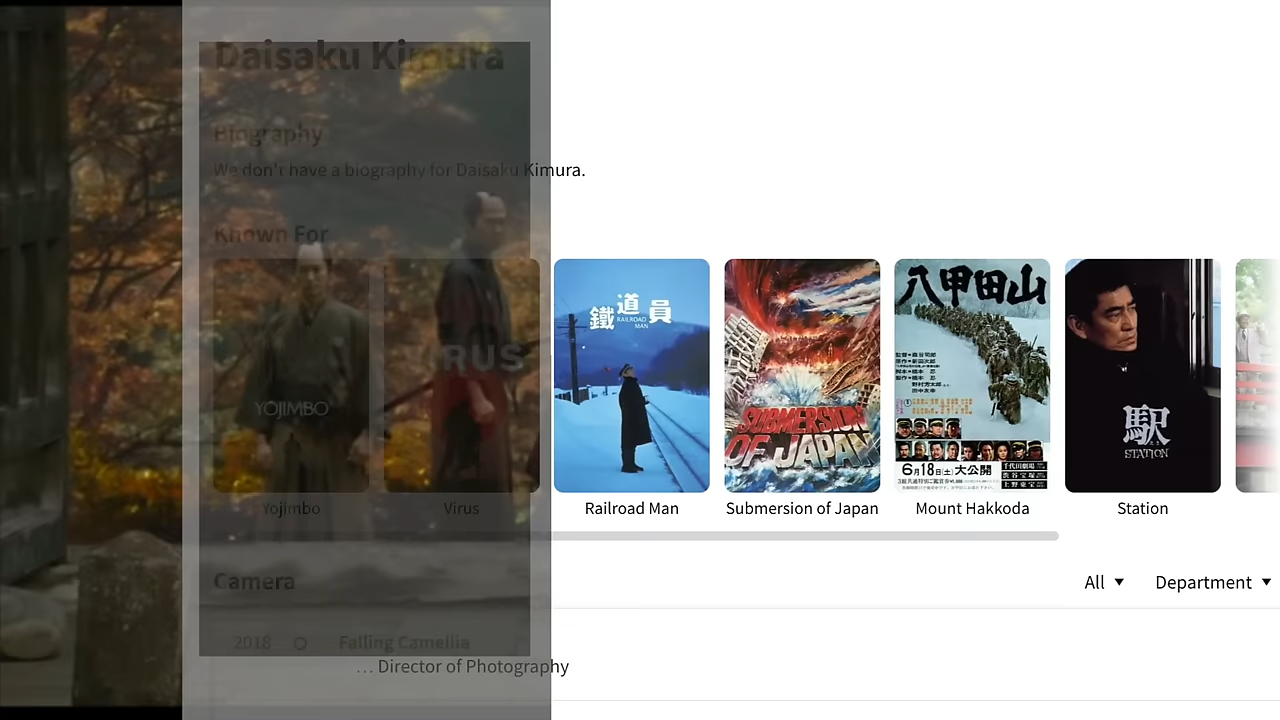 Daisaku Kimura
Biography
We don't have a biography for Daisaku Kimura.
Known For
YOJIMBO
VIRUS
鐵道員
RAILROAD
MAN
SUBMERSION
OF JAPAN
八甲田山
6月18日(土)大公開
駅
STATION
Yojimbo
Virus
Railroad Man
Submersion of Japan
Mount Hakkoda
Station
Camera
All
Department
2018
Falling Camellia
... Director of Photography